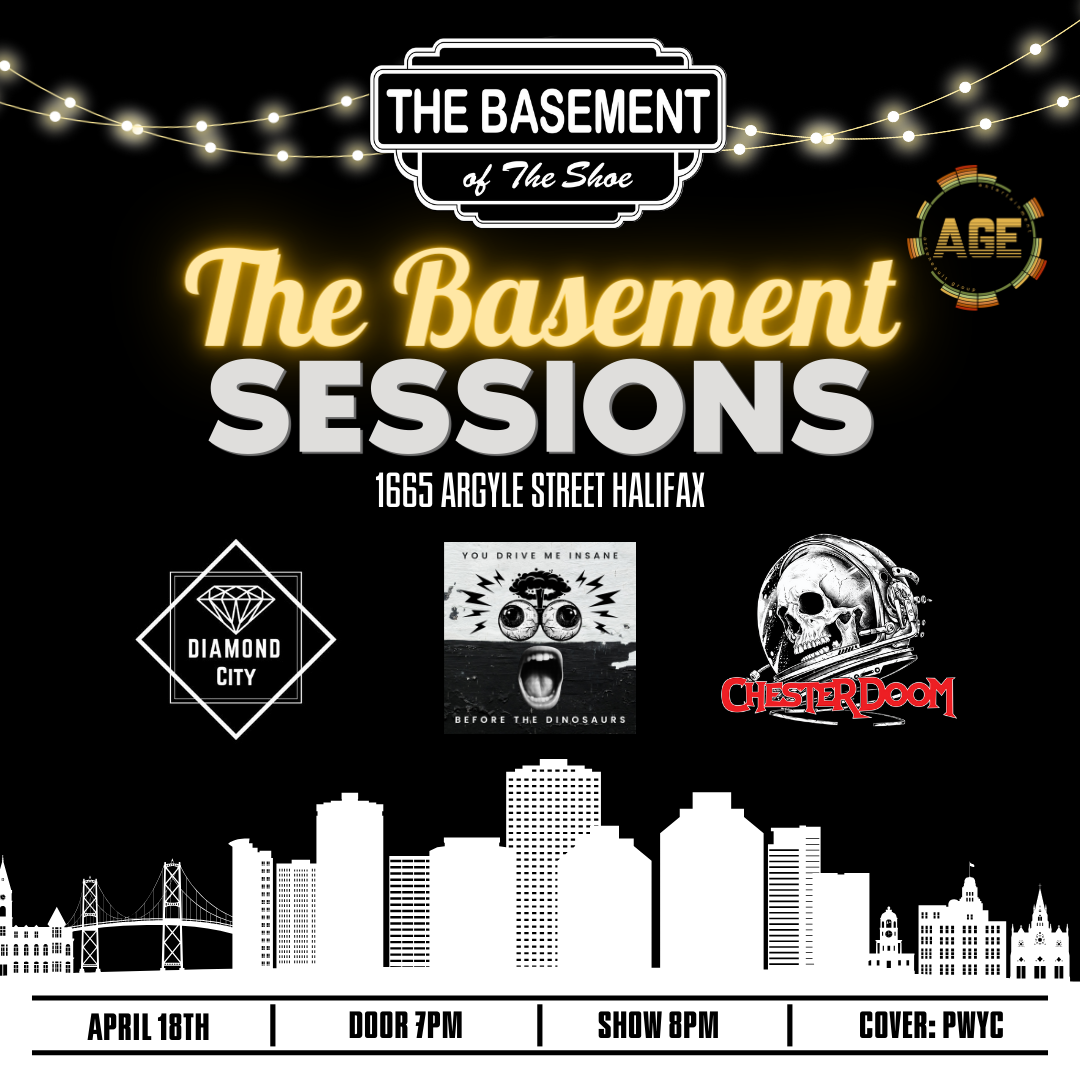 THE BASEMENT
of The Shoe
AGE
The Basement
SESSIONS
1665 ARGYLE STREET HALIFAX
DIAMOND
CITY
YOU DRIVE ME INSANE
BEFORE THE DINOSAURS
CHESTERDOOM
APRIL 18TH
DOOR 7PM
SHOW 8PM
COVER: PWYC